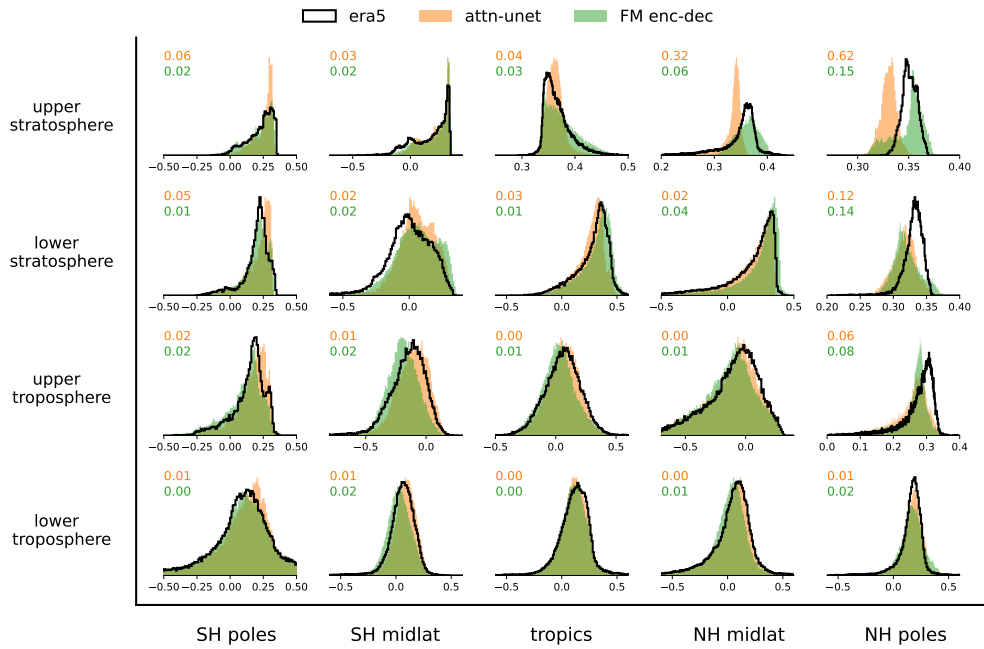 era5 attn-unet FM enc-dec
upper stratosphere
0.06 0.03 0.04 0.32 0.62
0.02 0.02 0.03 0.06 0.15
−0.50 −0.25 0.00 0.25 0.50 0.0 0.3 0.4 0.5 0.2 0.3 0.4 0.30 0.35 0.40
lower stratosphere
0.05 0.02 0.03 0.02 0.12
0.01 0.02 0.01 0.04 0.14
−0.50 −0.25 0.00 0.25 0.50 −0.5 0.0 −0.5 0.0 0.5 0.0 0.5 0.20 0.25 0.30 0.35 0.40
upper troposphere
0.02 0.01 0.00 0.00 0.06
0.02 0.02 0.01 0.01 0.08
−0.50 −0.25 0.00 0.25 0.50 −0.5 0.0 −0.5 0.0 0.5 −0.5 0.0 0.0 0.1 0.2 0.3 0.4
lower troposphere
0.01 0.01 0.00 0.00 0.01
0.00 0.02 0.00 0.01 0.02
−0.50 −0.25 0.00 0.25 0.50 −0.5 0.0 0.5 −0.5 0.0 0.5 −0.5 0.0 0.5 −0.5 0.0 0.5
SH poles SH midlat tropics NH midlat NH poles